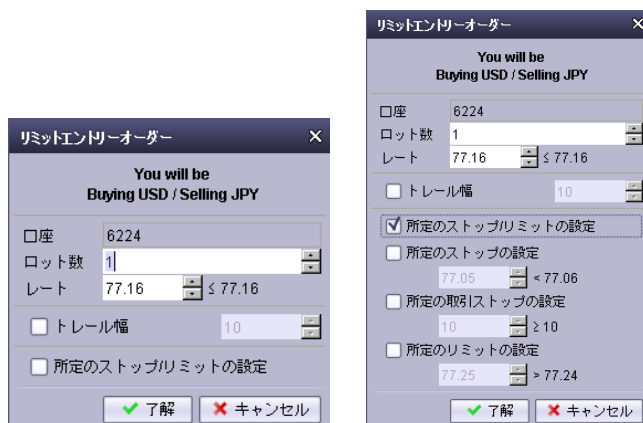 リミットエントリーオーダー
You will be
Buying USD / Selling JPY
口座 6224
ロット数 1
レート 77.16 ≤ 77.16
トレール幅 10
所定のストップ/リミットの設定
了解 キャンセル
リミットエントリーオーダー
You will be
Buying USD / Selling JPY
口座 6224
ロット数 1
レート 77.16 ≤ 77.16
トレール幅 10
所定のストップ/リミットの設定
所定のストップの設定
77.05 < 77.06
所定の取引ストップの設定
10 ≥ 10
所定のリミットの設定
77.25 > 77.24
了解 キャンセル